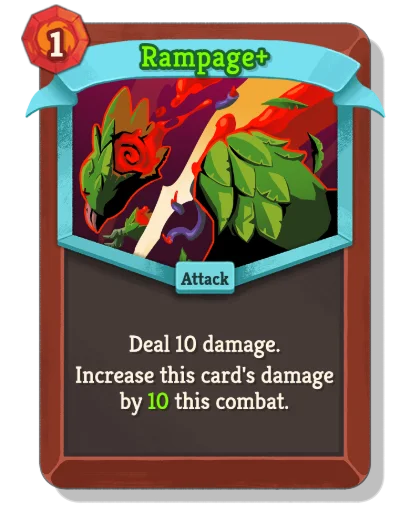 1
Rampage+
Attack
Deal 10 damage.
Increase this card's damage
by 10 this combat.